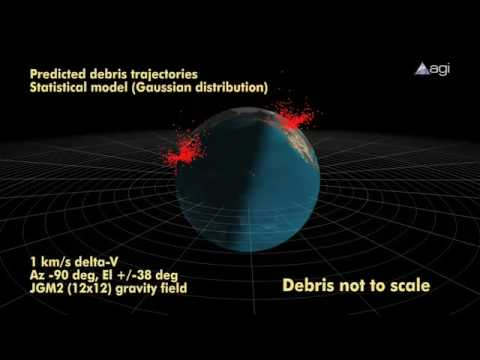 Predicted debris trajectories
Statistical model (Gaussian distribution)
agi
1 km/s delta-V
Az -90 deg, El +/-38 deg
JGM2 (12x12) gravity field
Debris not to scale